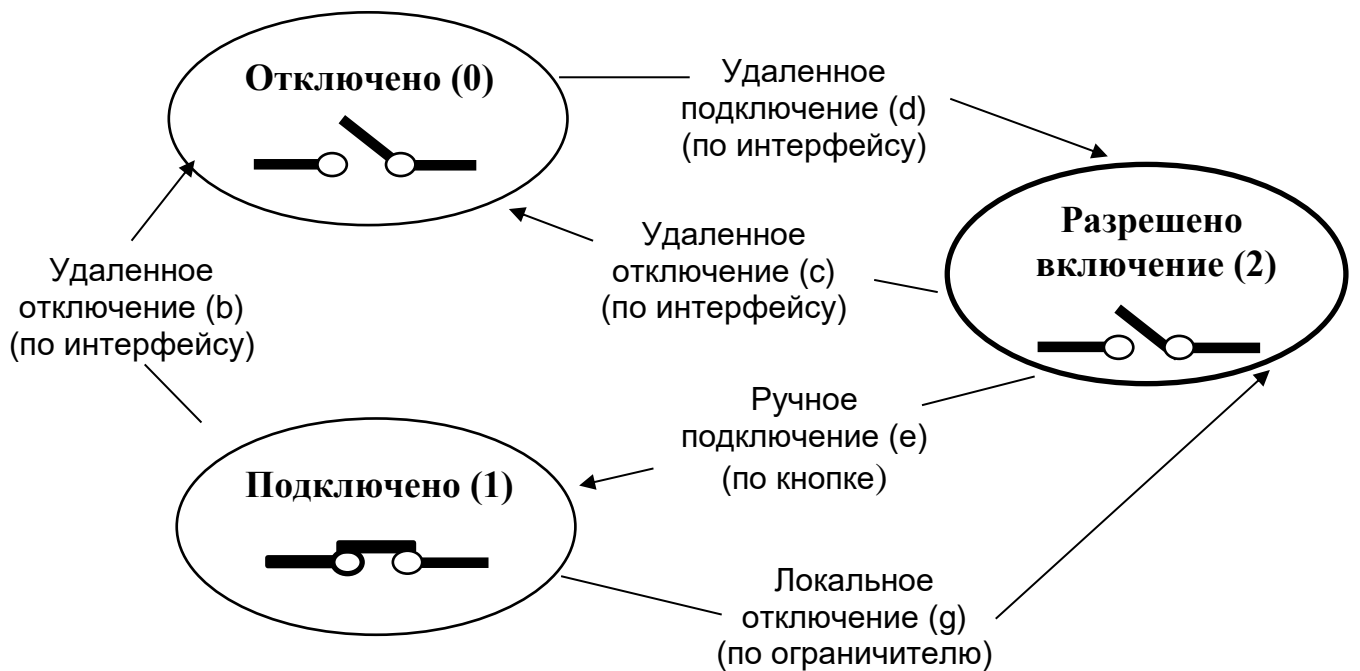 Отключено (0)
Удаленное
подключение (d)
(по интерфейсу)
Удаленное
отключение (c)
(по интерфейсу)
Разрешено
включение (2)
Удаленное
отключение (b)
(по интерфейсу)
Ручное
подключение (e)
(по кнопке)
Подключено (1)
Локальное
отключение (g)
(по ограничителю)